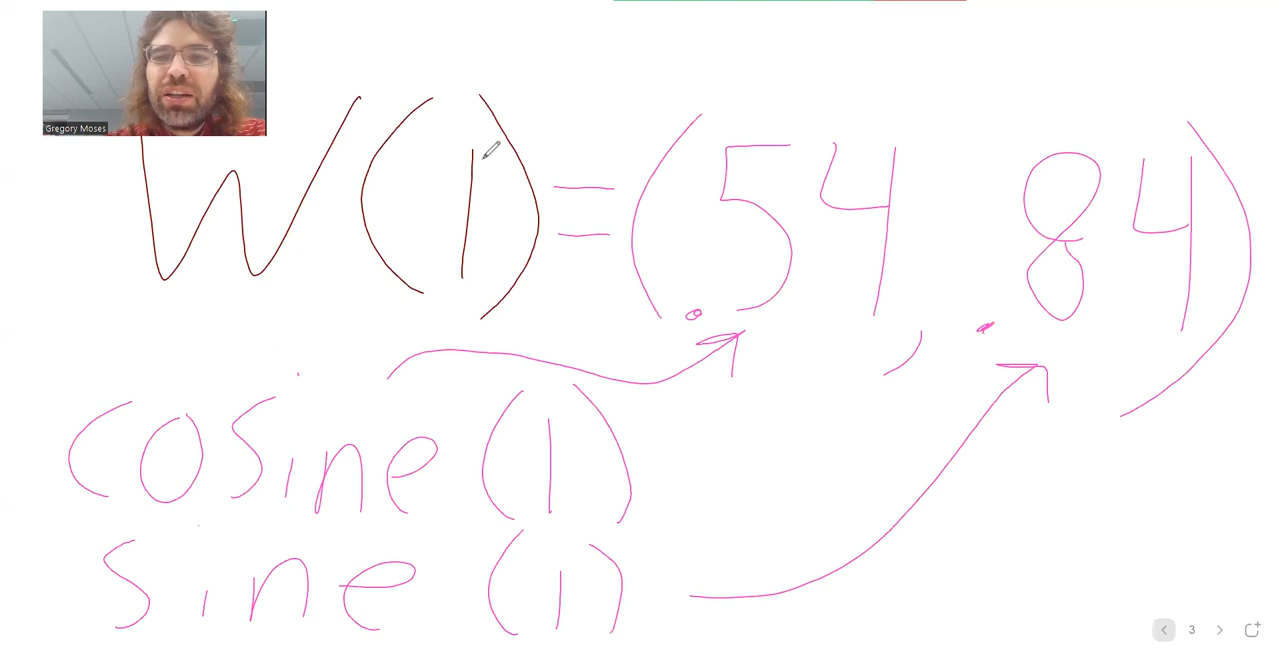 Gregory Moses
W(1) = (.54, .84)
cosine (1)
sine (1)
3